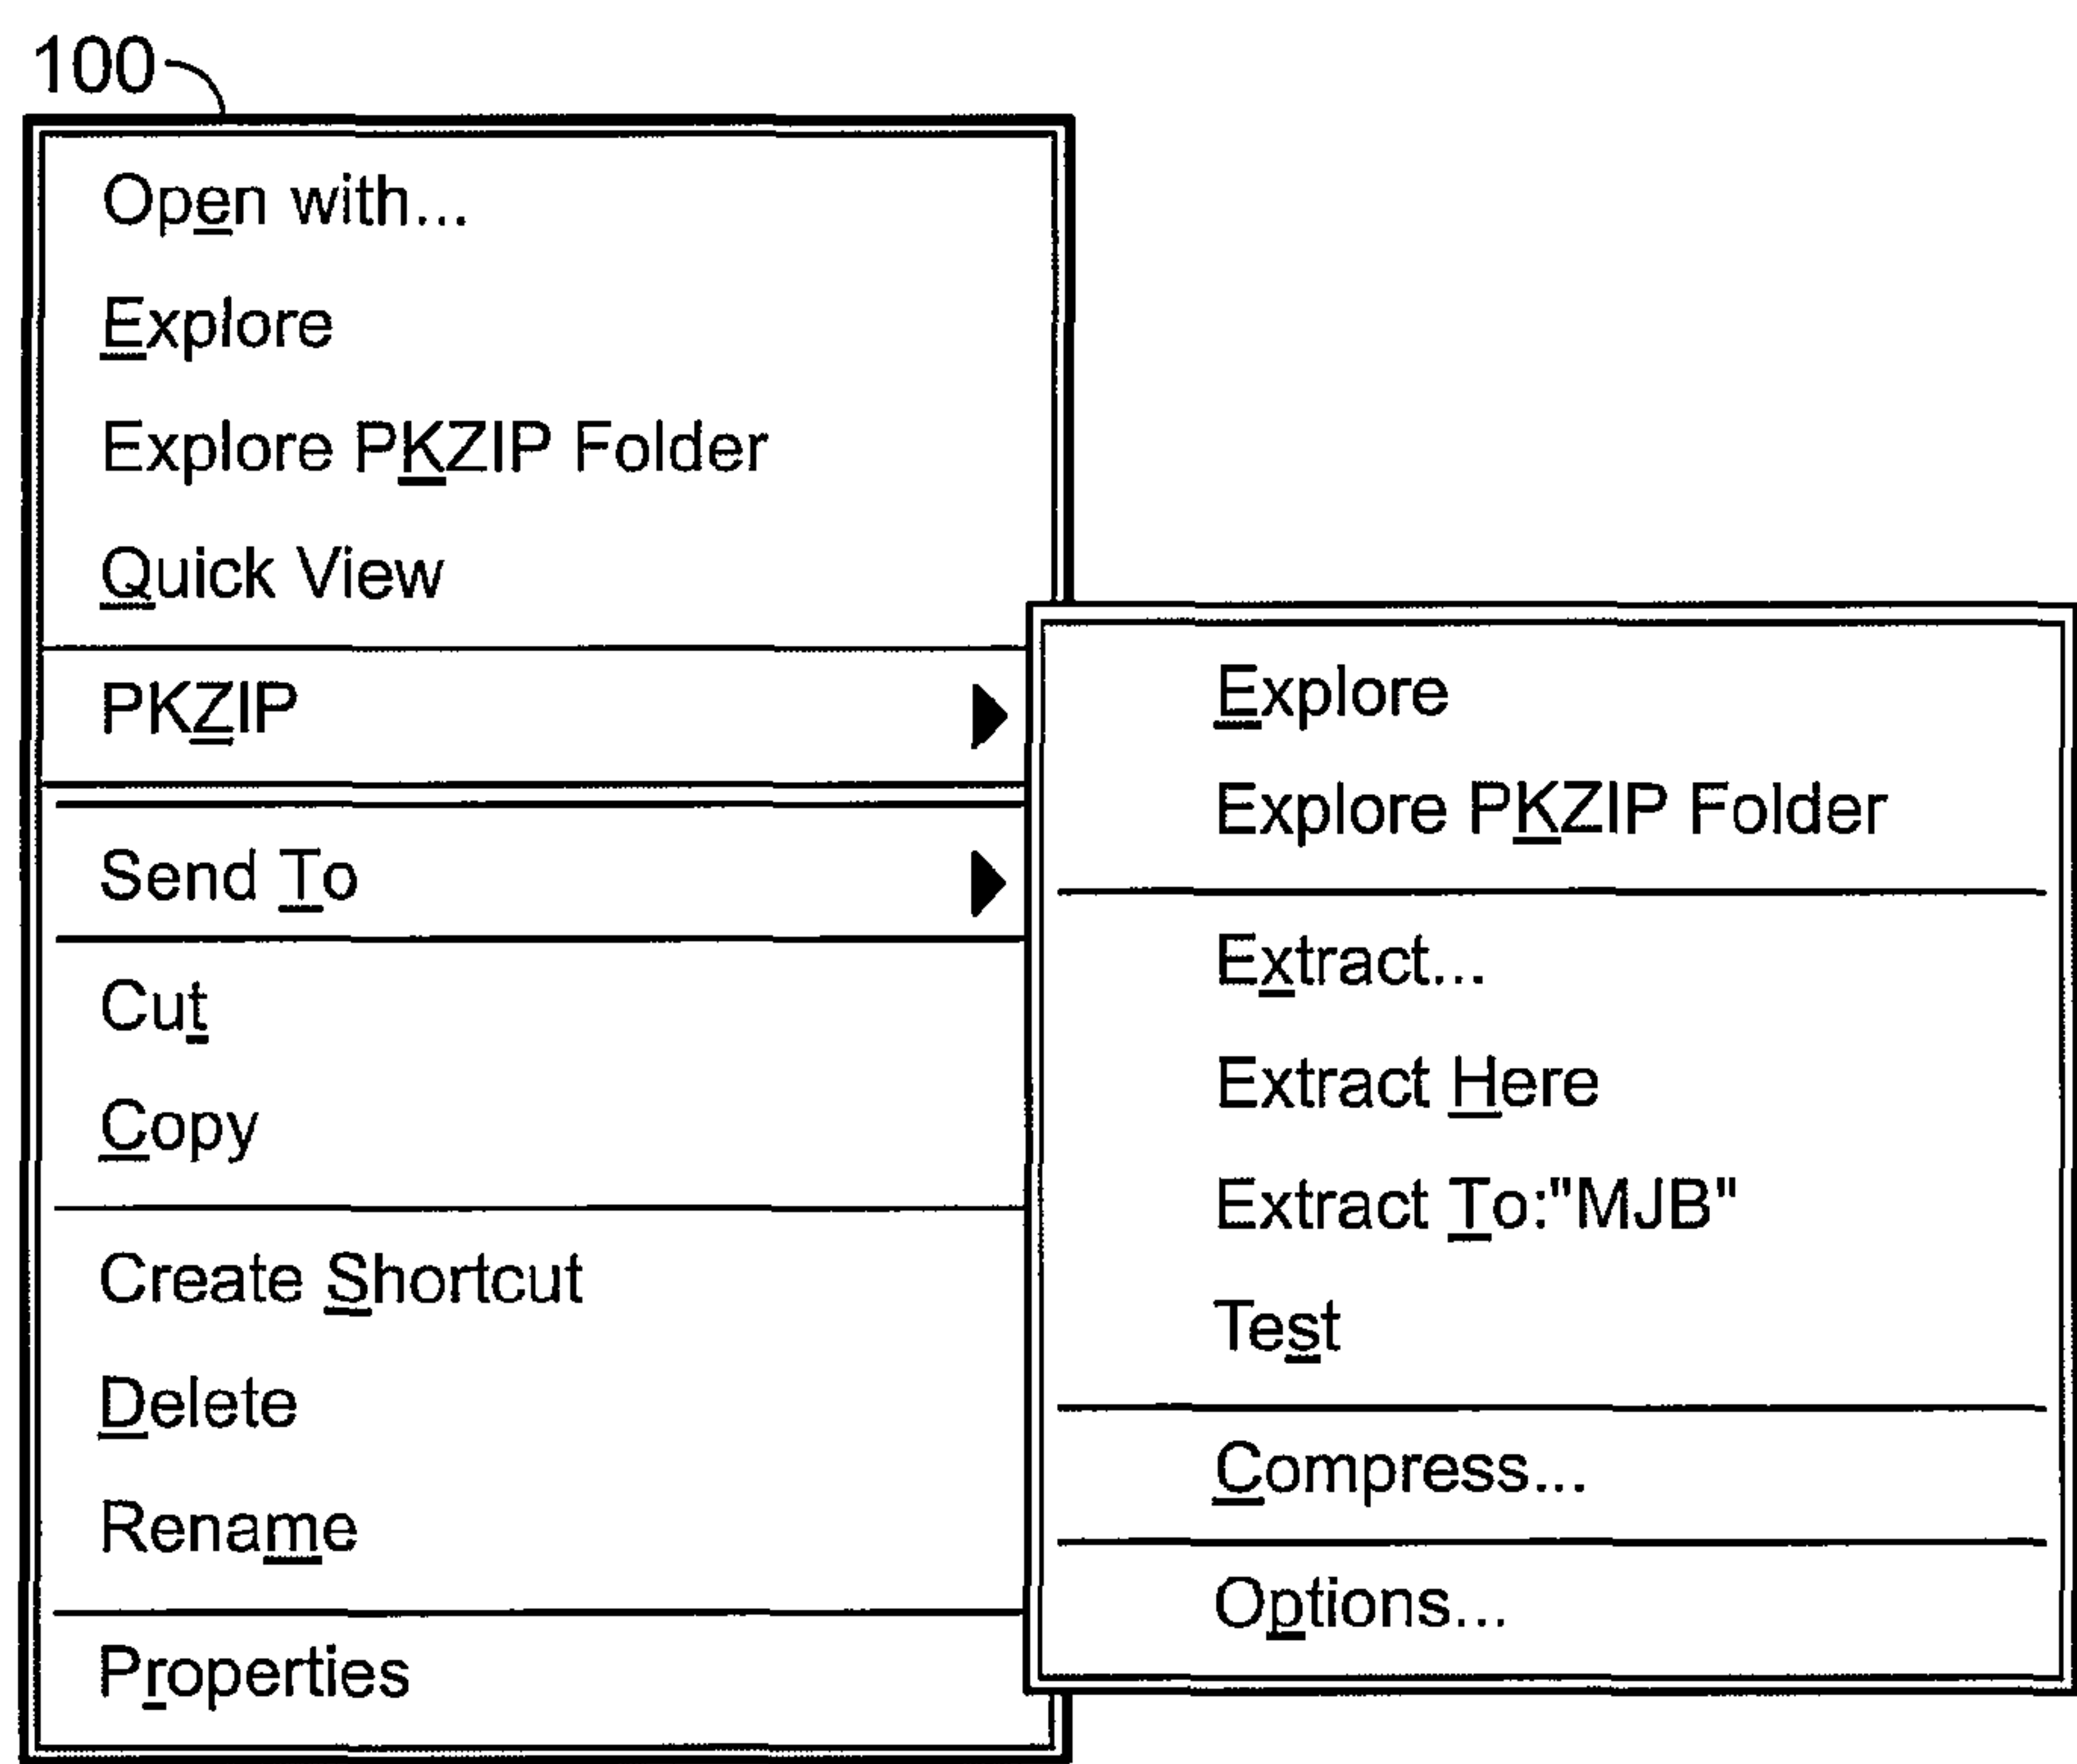 100
Open with...
Explore
Explore PKZIP Folder
Quick View
PKZIP
Send To
Cut
Copy
Create Shortcut
Delete
Rename
Properties
Explore
Explore PKZIP Folder
Extract...
Extract Here
Extract To:"MJB"
Test
Compress...
Options...